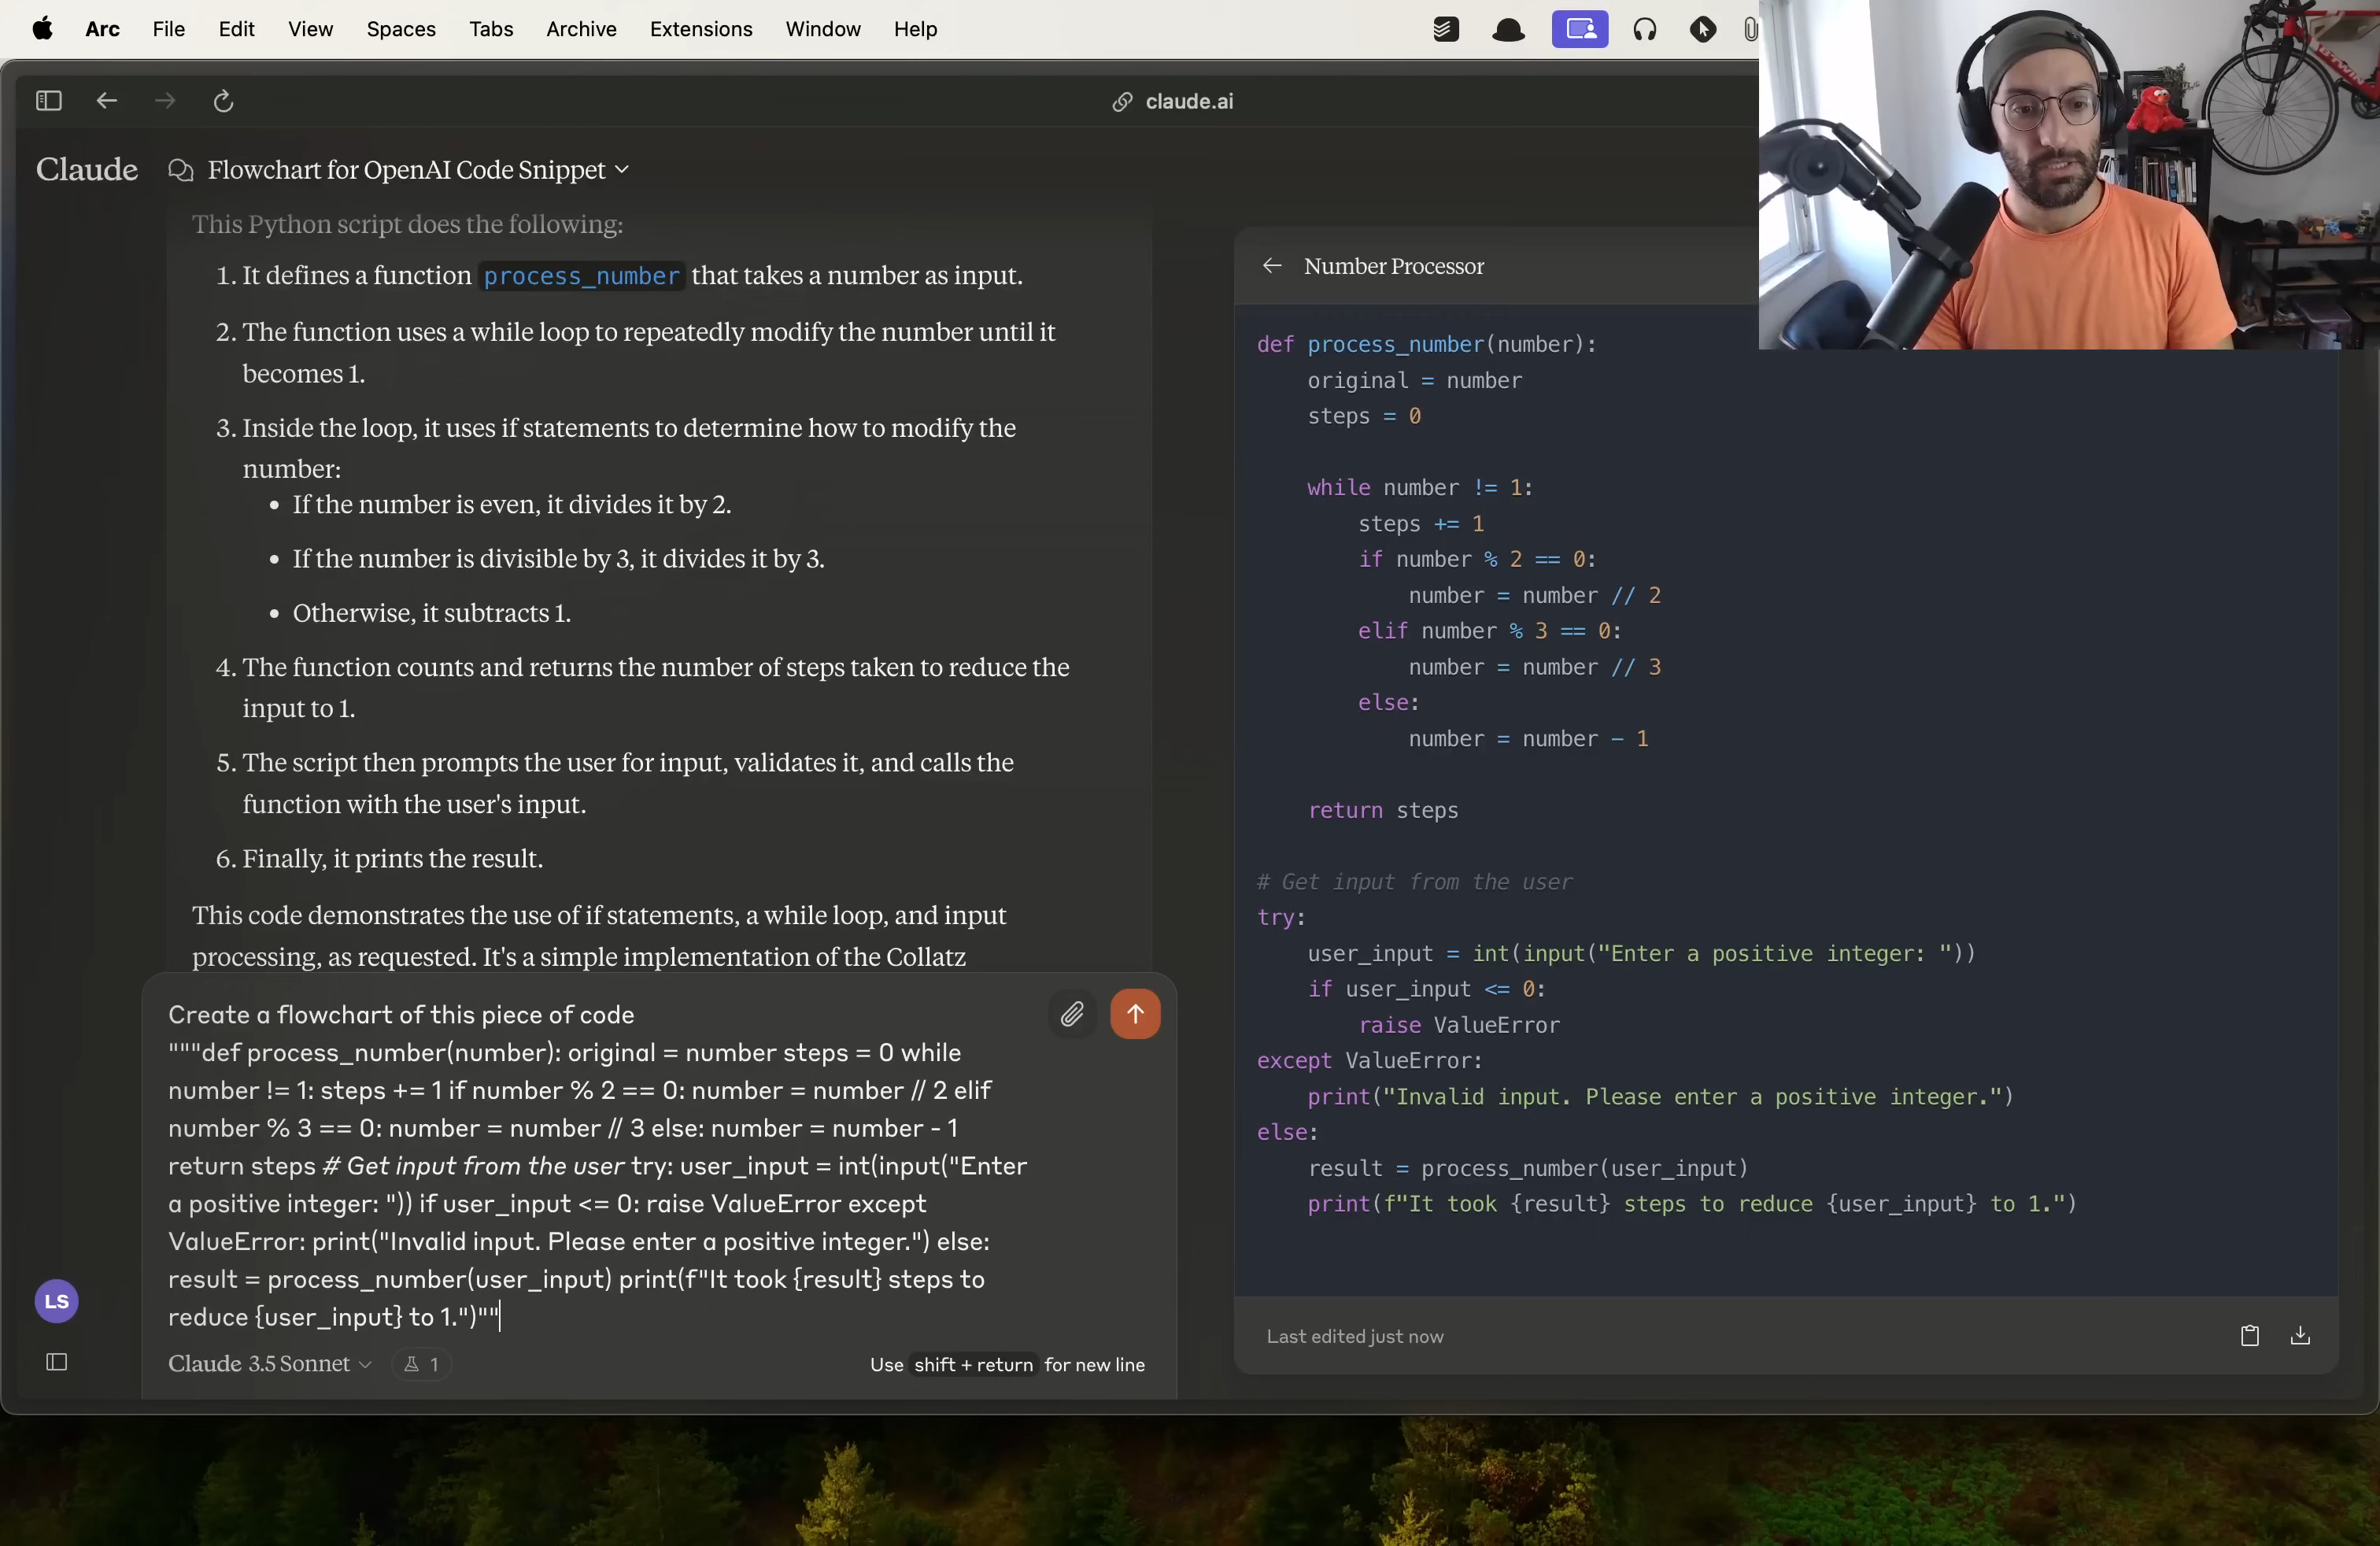 Arc File Edit View Spaces Tabs Archive Extensions Window Help
claude.ai
Claude
Flowchart for OpenAI Code Snippet
This Python script does the following:
1. It defines a function process_number that takes a number as input.
2. The function uses a while loop to repeatedly modify the number until it
becomes 1.
3. Inside the loop, it uses if statements to determine how to modify the
number:
• If the number is even, it divides it by 2.
• If the number is divisible by 3, it divides it by 3.
• Otherwise, it subtracts 1.
4. The function counts and returns the number of steps taken to reduce the
input to 1.
5. The script then prompts the user for input, validates it, and calls the
function with the user's input.
6. Finally, it prints the result.
This code demonstrates the use of if statements, a while loop, and input
processing, as requested. It's a simple implementation of the Collatz
Create a flowchart of this piece of code
"""def process_number(number): original = number steps = 0 while
number != 1: steps += 1 if number % 2 == 0: number = number // 2 elif
number % 3 == 0: number = number // 3 else: number = number - 1
return steps # Get input from the user try: user_input = int(input("Enter
a positive integer: ")) if user_input <= 0: raise ValueError except
ValueError: print("Invalid input. Please enter a positive integer.") else:
result = process_number(user_input) print(f"It took {result} steps to
reduce {user_input} to 1.")""
Claude 3.5 Sonnet
1
Use shift + return for new line
LS
Number Processor
def process_number(number):
    original = number
    steps = 0
    while number != 1:
        steps += 1
        if number % 2 == 0:
            number = number // 2
        elif number % 3 == 0:
            number = number // 3
        else:
            number = number - 1
    return steps
# Get input from the user
try:
    user_input = int(input("Enter a positive integer: "))
    if user_input <= 0:
        raise ValueError
except ValueError:
    print("Invalid input. Please enter a positive integer.")
else:
    result = process_number(user_input)
    print(f"It took {result} steps to reduce {user_input} to 1.")
Last edited just now